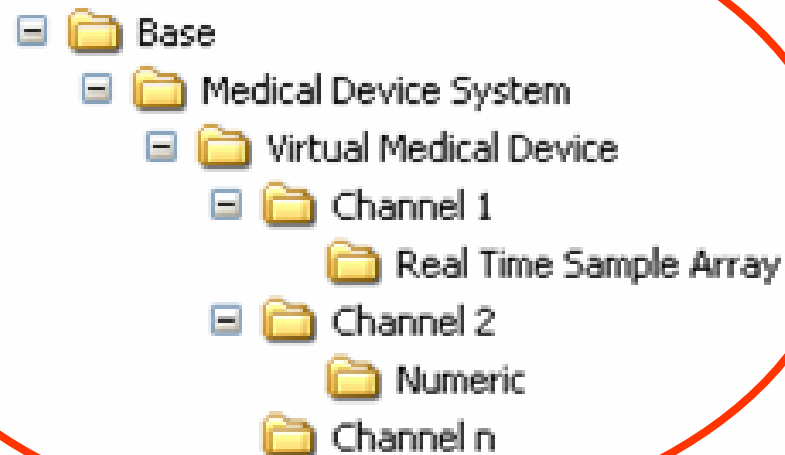 Base
Medical Device System
Virtual Medical Device
Channel 1
Real Time Sample Array
Channel 2
Numeric
Channel n